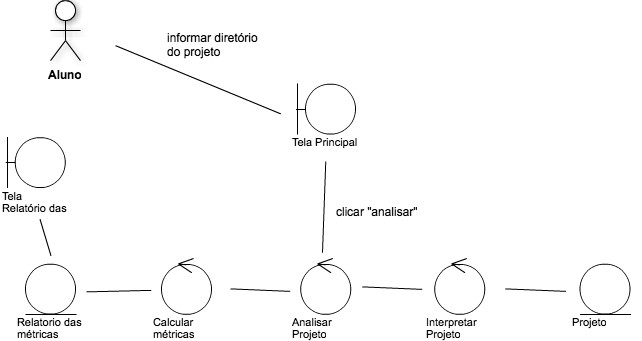 informar diretório
do projeto
Aluno
Tela Principal
Tela
Relatório das
clicar "analisar"
Relatorio das
métricas
Calcular
métricas
Analisar
Projeto
Interpretar
Projeto
Projeto